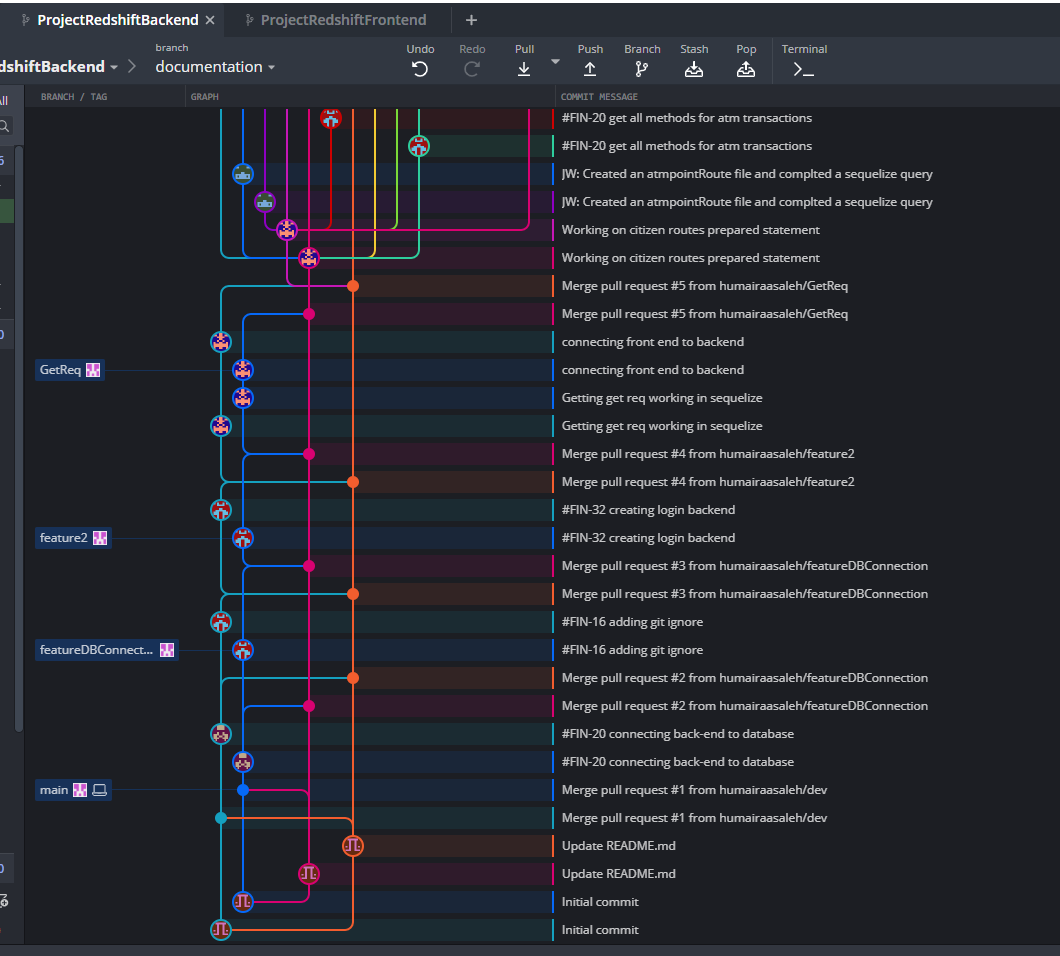 ProjectRedshiftBackend × ProjectRedshiftFrontend +
dshiftBackend
branch
documentation
Undo Redo Pull Push Branch Stash Pop Terminal
All
BRANCH / TAG GRAPH COMMIT MESSAGE
#FIN-20 get all methods for atm transactions
#FIN-20 get all methods for atm transactions
JW: Created an atmpointRoute file and complted a sequelize query
JW: Created an atmpointRoute file and complted a sequelize query
Working on citizen routes prepared statement
Working on citizen routes prepared statement
Merge pull request #5 from humairaasaleh/GetReq
Merge pull request #5 from humairaasaleh/GetReq
connecting front end to backend
GetReq connecting front end to backend
Getting get req working in sequelize
Getting get req working in sequelize
Merge pull request #4 from humairaasaleh/feature2
Merge pull request #4 from humairaasaleh/feature2
#FIN-32 creating login backend
feature2 #FIN-32 creating login backend
Merge pull request #3 from humairaasaleh/featureDBConnection
Merge pull request #3 from humairaasaleh/featureDBConnection
#FIN-16 adding git ignore
featureDBConnect... #FIN-16 adding git ignore
Merge pull request #2 from humairaasaleh/featureDBConnection
Merge pull request #2 from humairaasaleh/featureDBConnection
#FIN-20 connecting back-end to database
#FIN-20 connecting back-end to database
main Merge pull request #1 from humairaasaleh/dev
Merge pull request #1 from humairaasaleh/dev
Update README.md
Update README.md
Initial commit
Initial commit